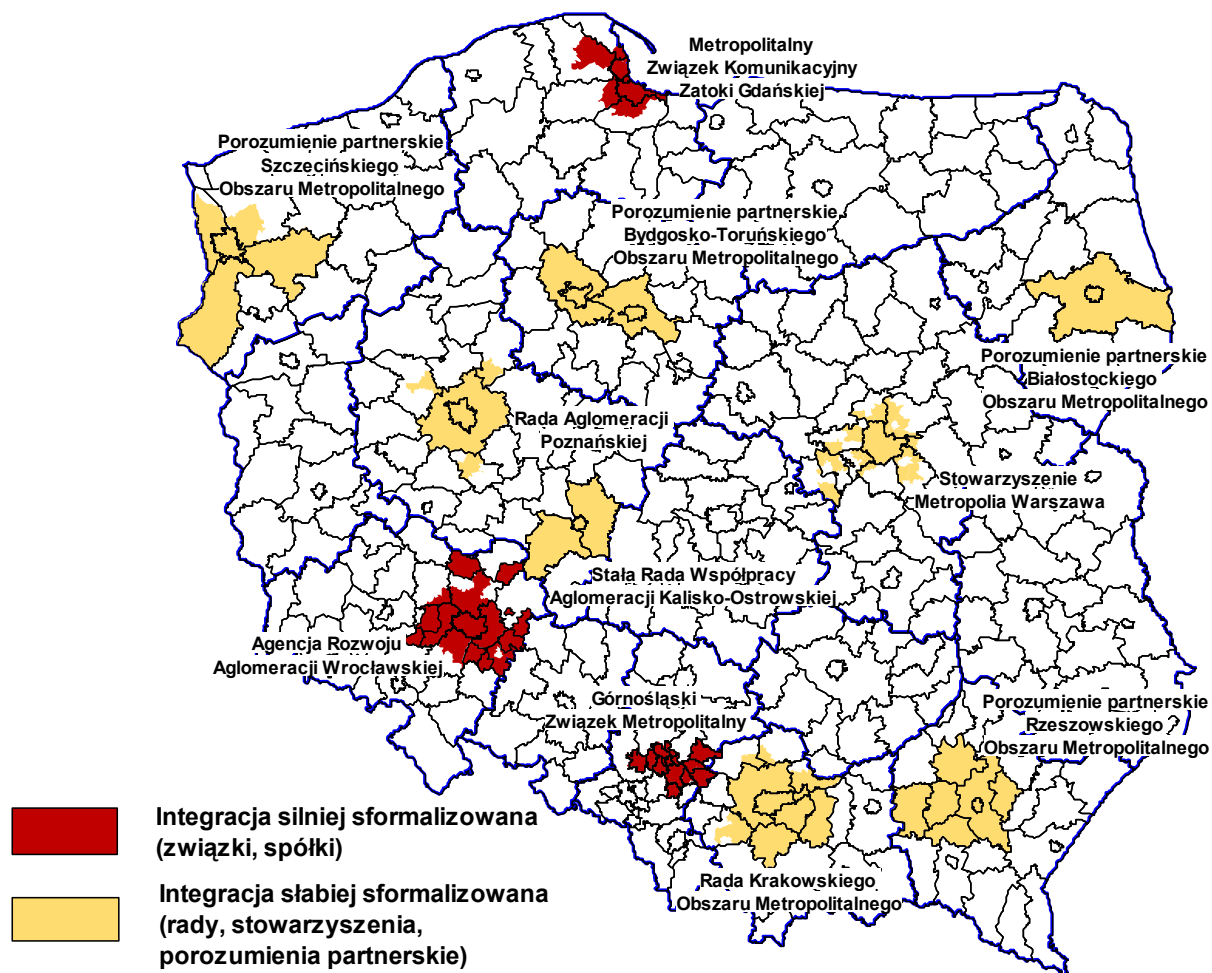 Metropolitalny
Związek Komunikacyjny
Zatoki Gdańskiej
Porozumienie partnerskie
Szczecińskiego
Obszaru Metropolitalnego
Porozumienie partnerskie
Bydgosko-Toruńskiego
Obszaru Metropolitalnego
Porozumienie partnerskie
Białostockiego
Obszaru Metropolitalnego
Rada Aglomeracji
Poznańskiej
Stowarzyszenie
Metropolia Warszawa
Stała Rada Współpracy
Aglomeracji Kalisko-Ostrowskiej
Agencja Rozwoju
Aglomeracji Wrocławskiej
Górnośląski
Związek Metropolitalny
Porozumienie partnerskie
Rzeszowskiego ?
Obszaru Metropolitalnego
Rada Krakowskiego
Obszaru Metropolitalnego
Integracja silniej sformalizowana
(związki, spółki)
Integracja słabiej sformalizowana
(rady, stowarzyszenia,
porozumienia partnerskie)